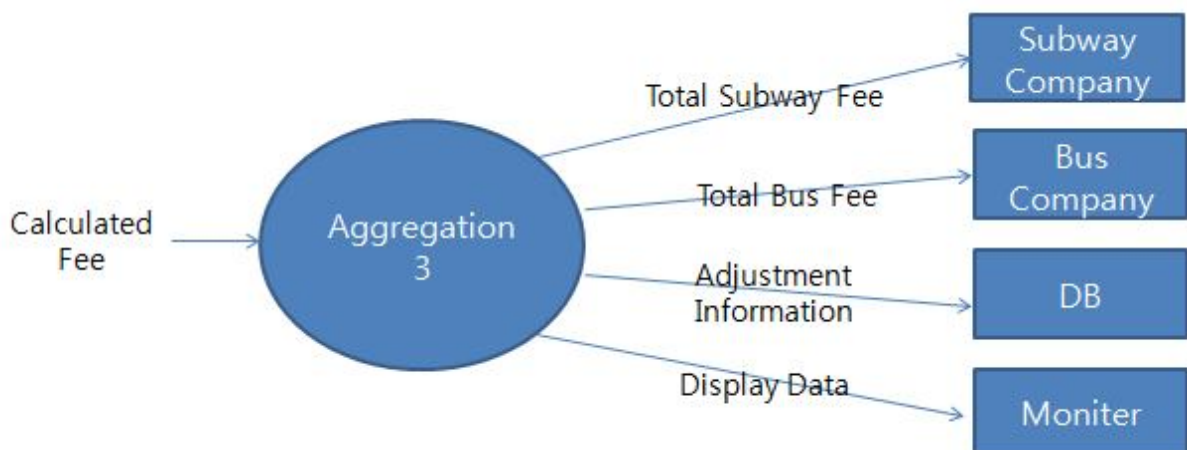 Calculated
Fee
Aggregation
3
Total Subway Fee
Total Bus Fee
Adjustment
Information
Display Data
Subway
Company
Bus
Company
DB
Moniter